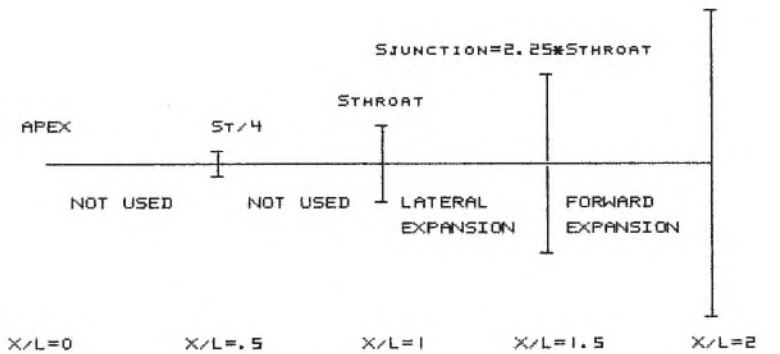 SJUNCTION=2.25*STHROAT
STHROAT
APEX
ST/4
NOT USED
NOT USED
LATERAL
EXPANSION
FORWARD
EXPANSION
X/L=0
X/L=.5
X/L=1
X/L=1.5
X/L=2